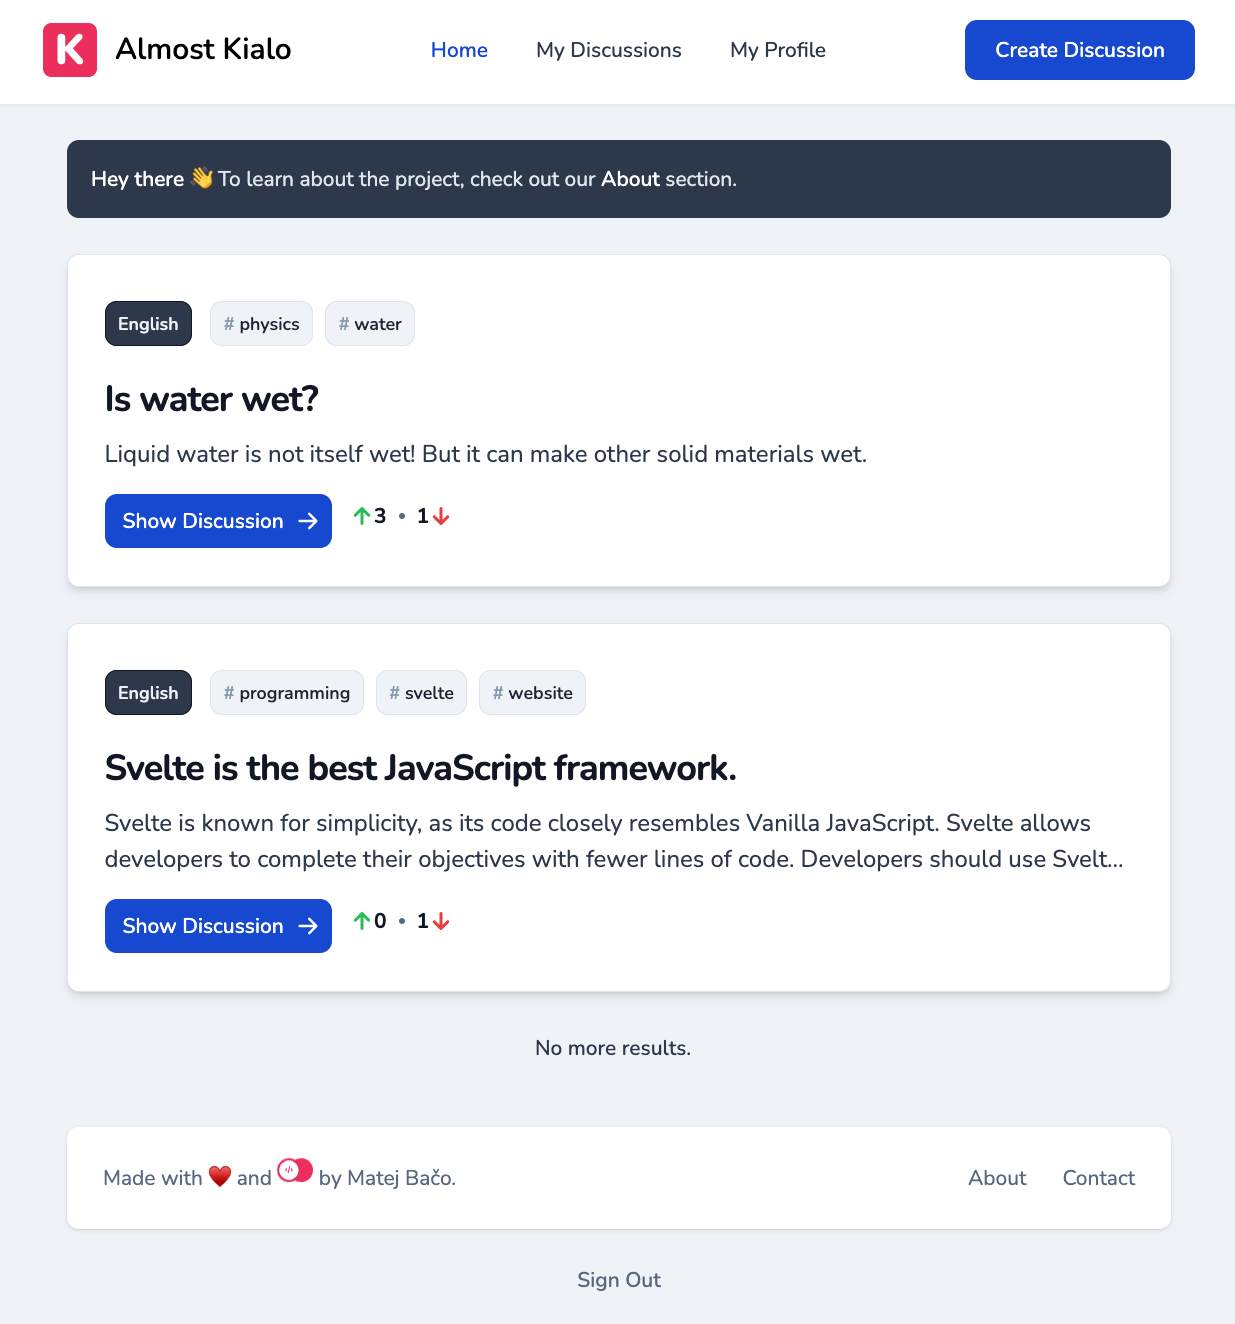 K Almost Kialo Home My Discussions My Profile Create Discussion
Hey there 👋 To learn about the project, check out our About section.
English # physics # water
Is water wet?
Liquid water is not itself wet! But it can make other solid materials wet.
Show Discussion → ↑3 • 1↓
English # programming # svelte # website
Svelte is the best JavaScript framework.
Svelte is known for simplicity, as its code closely resembles Vanilla JavaScript. Svelte allows
developers to complete their objectives with fewer lines of code. Developers should use Svelt...
Show Discussion → ↑0 • 1↓
No more results.
Made with ♥ and </> by Matej Bačo. About Contact
Sign Out